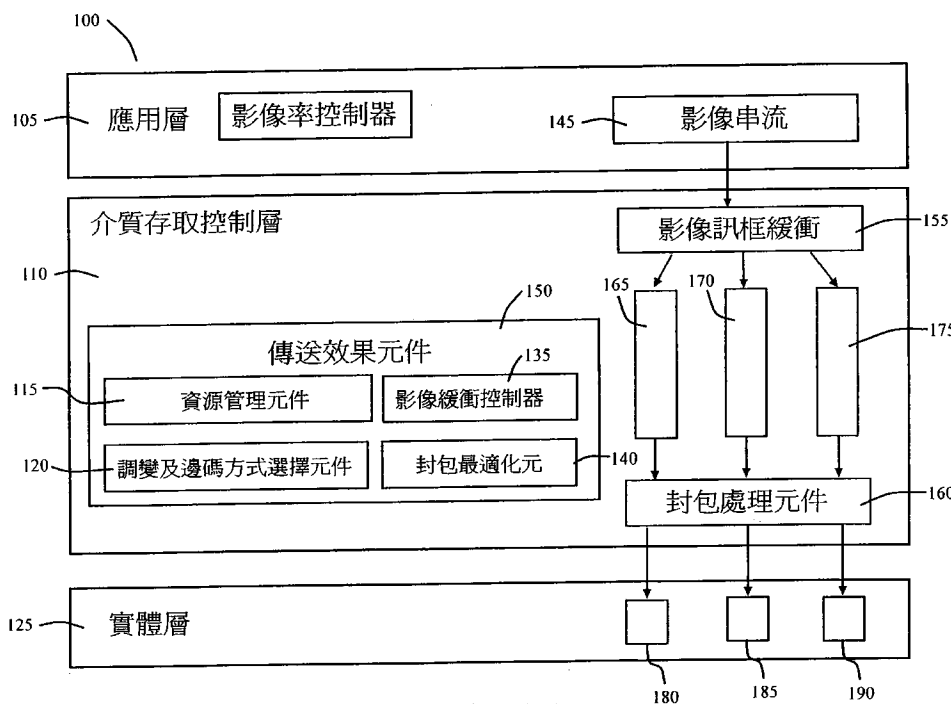 100
105
應用層
影像率控制器
145
影像串流
介質存取控制層
110
影像訊框緩衝
155
165
170
175
150
傳送效果元件
135
115
資源管理元件
影像緩衝控制器
120
調變及邊碼方式選擇元件
封包最適化元
140
封包處理元件
160
125
實體層
180
185
190